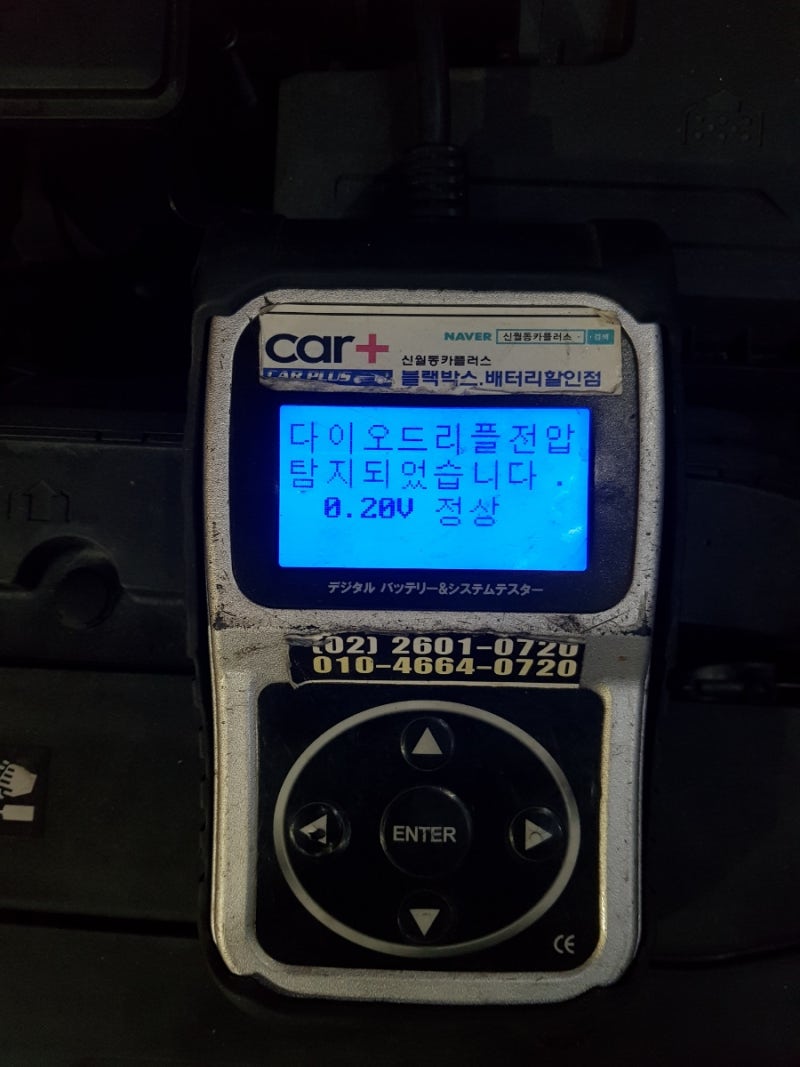 car+
NAVER 신월동카플러스 검색
신월동카플러스
CAR PLUS 블랙박스.배터리할인점
다이오드리플전압
탐지되었습니다.
0.20V 정상
デジタル バッテリー&システムテスター
(02) 2601-0720
010-4664-0720
ENTER
CE